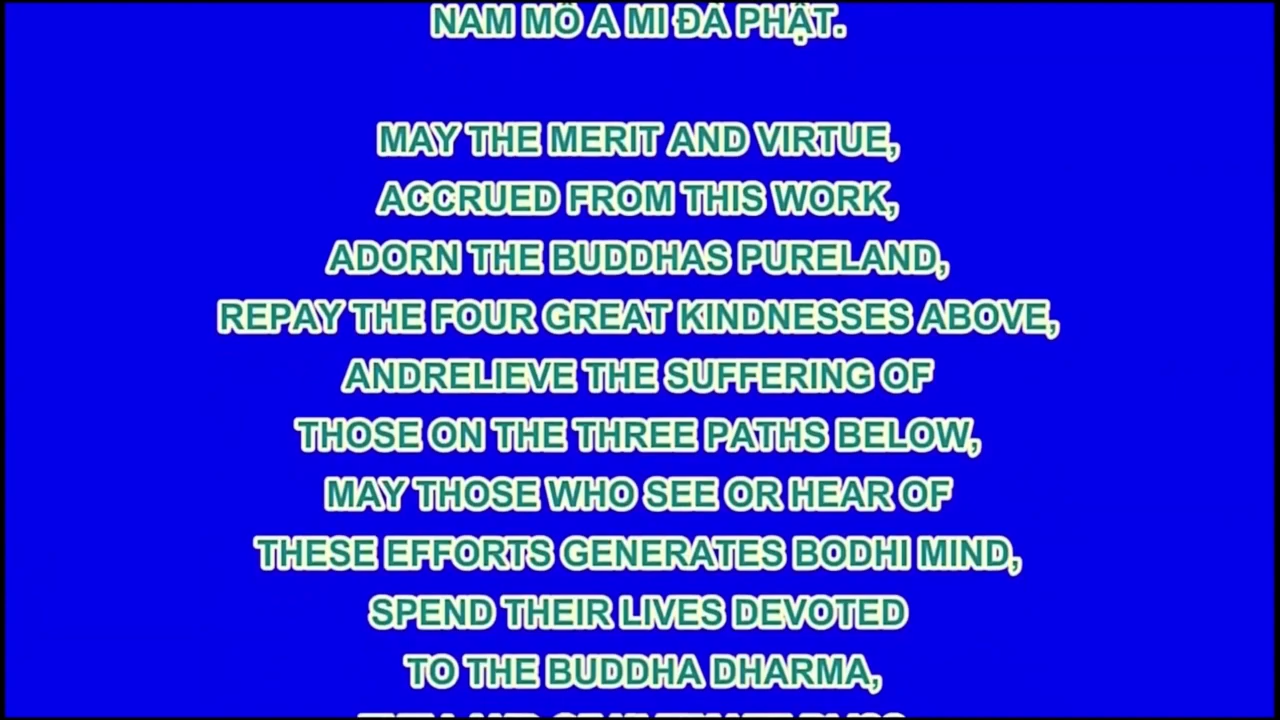 NAM MÔ A MI ĐÀ PHẬT.
MAY THE MERIT AND VIRTUE,
ACCRUED FROM THIS WORK,
ADORN THE BUDDHAS PURELAND,
REPAY THE FOUR GREAT KINDNESSES ABOVE,
ANDRELIEVE THE SUFFERING OF
THOSE ON THE THREE PATHS BELOW,
MAY THOSE WHO SEE OR HEAR OF
THESE EFFORTS GENERATES BODHI MIND,
SPEND THEIR LIVES DEVOTED
TO THE BUDDHA DHARMA,